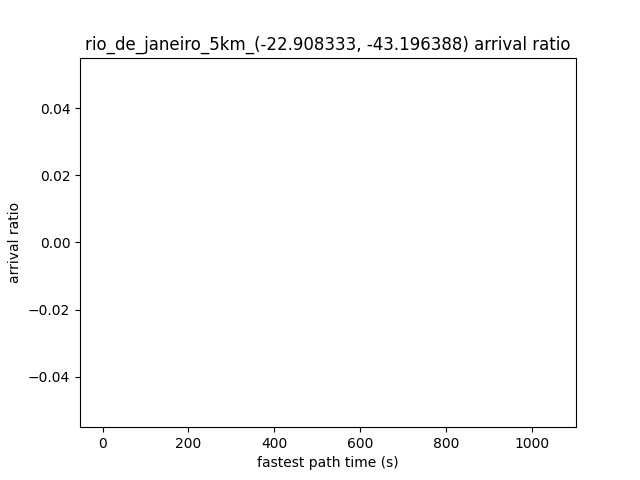 rio_de_janeiro_5km_(-22.908333, -43.196388) arrival ratio
0.04
0.02
0.00
−0.02
−0.04
arrival ratio
0 200 400 600 800 1000
fastest path time (s)